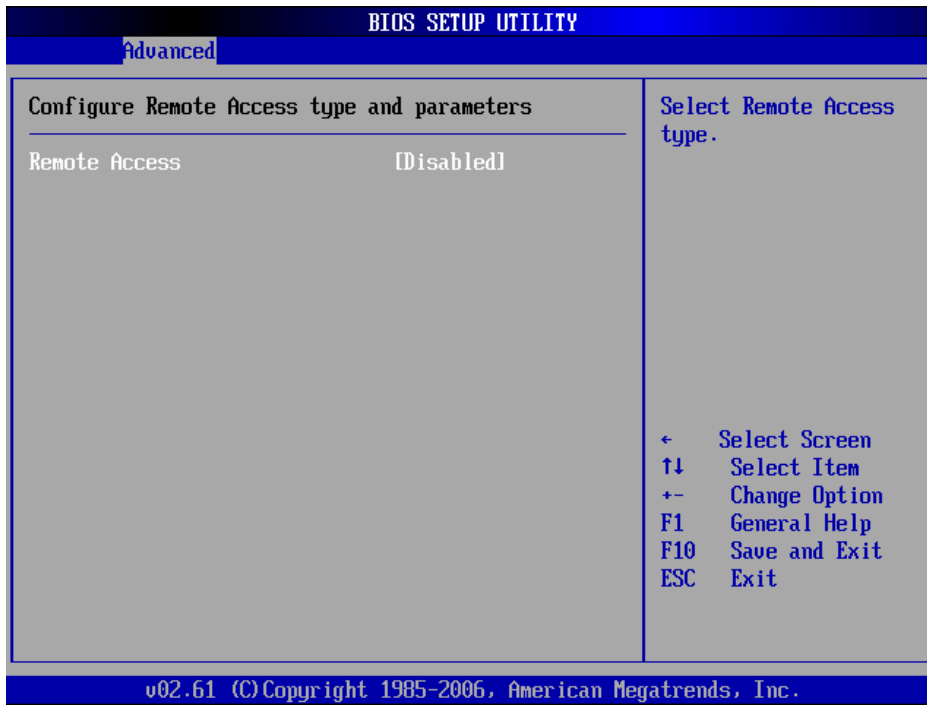 BIOS SETUP UTILITY
Advanced
Configure Remote Access type and parameters
Remote Access [Disabled]
Select Remote Access
type.
← Select Screen
↑↓ Select Item
+- Change Option
F1 General Help
F10 Save and Exit
ESC Exit
v02.61 (C)Copyright 1985-2006, American Megatrends, Inc.